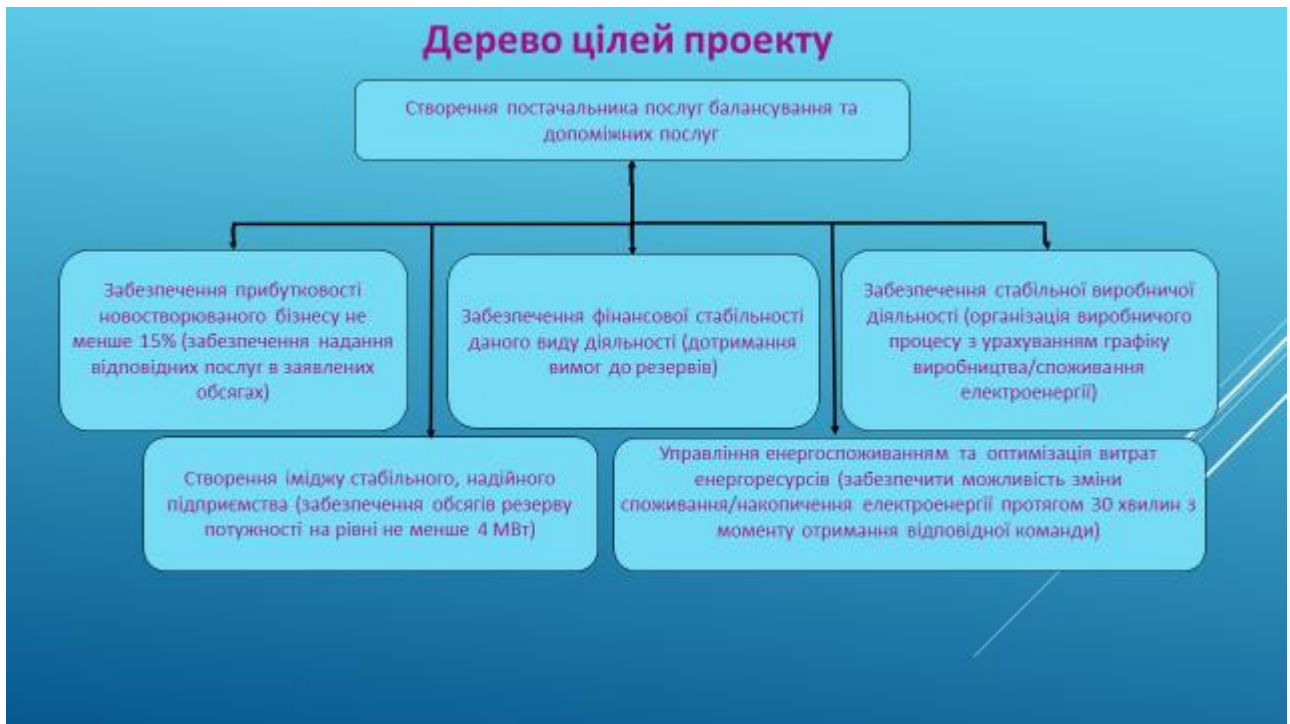 Дерево цілей проекту
Створення постачальника послуг балансування та
допоміжних послуг
Забезпечення прибутковості
новостворюваного бізнесу не
менше 15% (забезпечення надання
відповідних послуг в заявлених
обсягах)
Забезпечення фінансової стабільності
даного виду діяльності (дотримання
вимог до резервів)
Забезпечення стабільної виробничої
діяльності (організація виробничого
процесу з урахуванням графіку
виробництва/споживання
електроенергії)
Створення іміджу стабільного, надійного
підприємства (забезпечення обсягів резерву
потужності на рівні не менше 4 МВт)
Управління енергоспоживанням та оптимізація витрат
енергоресурсів (забезпечити можливість зміни
споживання/накопичення електроенергії протягом 30 хвилин з
моменту отримання відповідної команди)